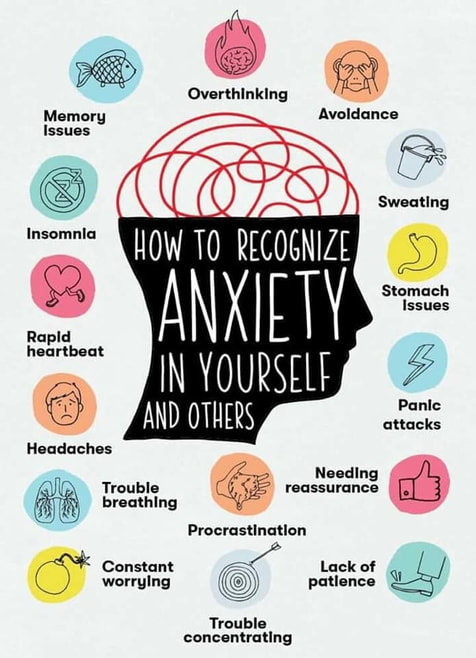 Overthinking
Avoidance
Memory
Issues
Sweating
Insomnia
HOW TO RECOGNIZE
ANXIETY
IN YOURSELF
AND OTHERS
Stomach
Issues
Rapid
heartbeat
Panic
attacks
Headaches
Needing
reassurance
Trouble
breathing
Procrastination
Constant
worrying
Lack of
patience
Trouble
concentrating